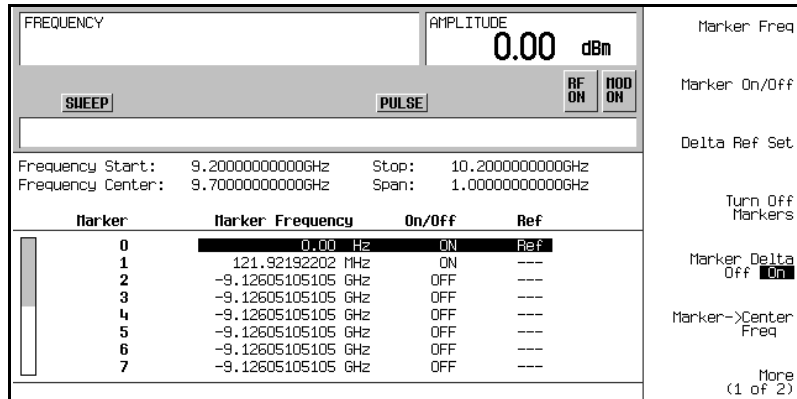 FREQUENCY
AMPLITUDE
0.00 dBm
SWEEP
PULSE
RF ON
MOD ON
Frequency Start: 9.20000000000GHz Stop: 10.2000000000GHz
Frequency Center: 9.70000000000GHz Span: 1.00000000000GHz
Marker Marker Frequency On/Off Ref
0 0.00 Hz ON Ref
1 121.92192202 MHz ON ---
2 -9.12605105105 GHz OFF ---
3 -9.12605105105 GHz OFF ---
4 -9.12605105105 GHz OFF ---
5 -9.12605105105 GHz OFF ---
6 -9.12605105105 GHz OFF ---
7 -9.12605105105 GHz OFF ---
Marker Freq
Marker On/Off
Delta Ref Set
Turn Off
Markers
Marker Delta
Off On
Marker->Center
Freq
More
(1 of 2)